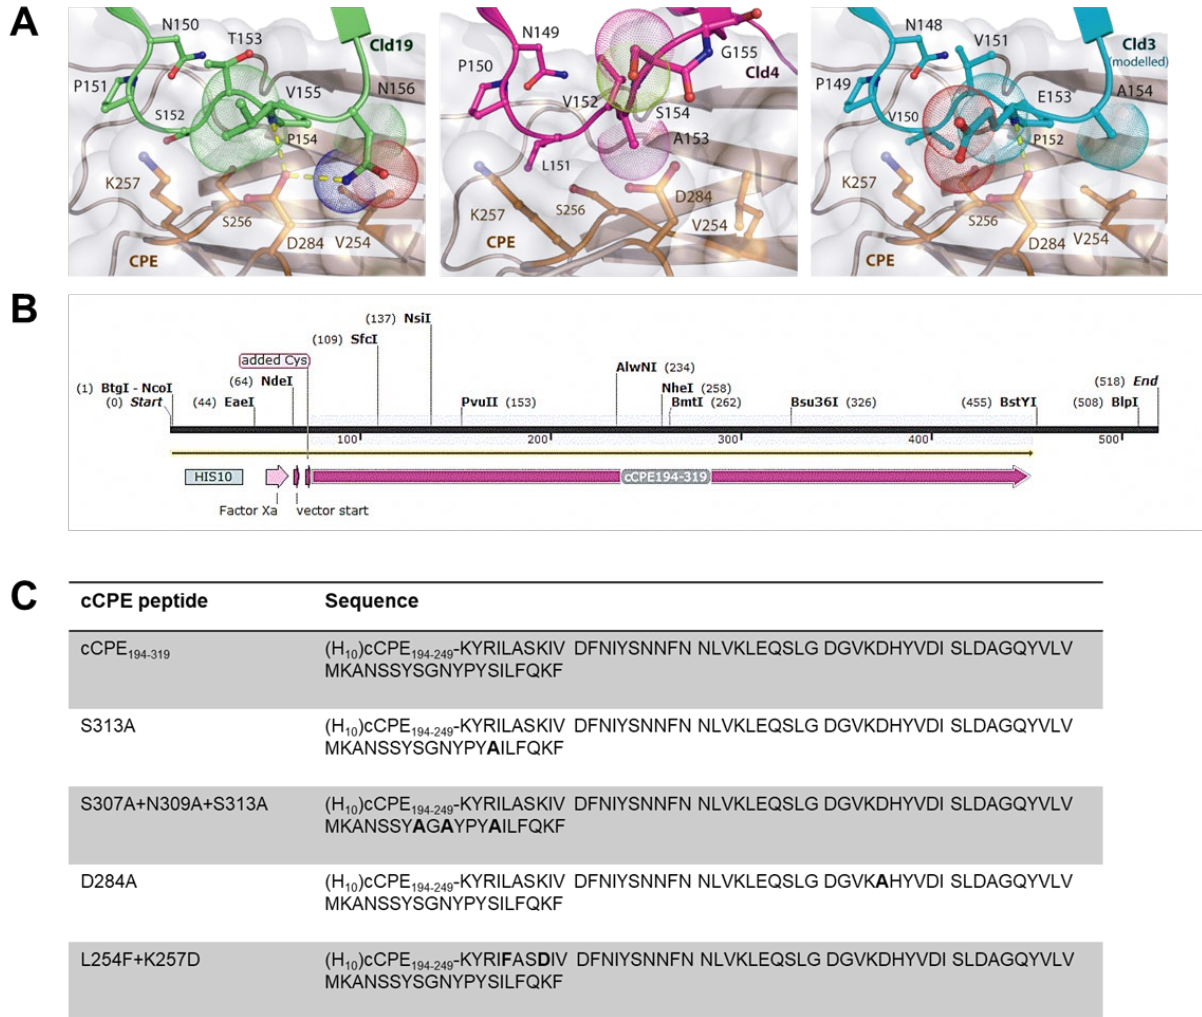 A
N150
T153
Cld19
P151
V155
N156
S152
P154
K257
S256
D284
V254
CPE
N149
G155
P150
Cld4
V152
S154
A153
L151
K257
S256
D284
V254
CPE
N148
V151
Cld3
(modelled)
P149
E153
A154
V150
P152
K257
S256
D284
V254
CPE
B
(137) NsiI
(109) SfcI
added Cys
AlwNI (234)
(1) BtgI - NcoI
(64) NdeI
NheI (258)
(518) End
(0) Start
(44) EaeI
PvuII (153)
BmtI (262)
Bsu36I (326)
(455) BstYI
(508) BlpI
100 200 300 400 500
HIS10
cCPE194-319
Factor Xa
vector start
C
cCPE peptide Sequence
cCPE194-319 (H10)cCPE194-249-KYRILASKIV DFNIYSNNFN NLVKLEQSLG DGVKDHYVDI SLDAGQYVLV
MKANSSYSGNYPYSILFQKF
S313A (H10)cCPE194-249-KYRILASKIV DFNIYSNNFN NLVKLEQSLG DGVKDHYVDI SLDAGQYVLV
MKANSSYSGNYPYAILFQKF
S307A+N309A+S313A (H10)cCPE194-249-KYRILASKIV DFNIYSNNFN NLVKLEQSLG DGVKDHYVDI SLDAGQYVLV
MKANSSYAGAYPYAILFQKF
D284A (H10)cCPE194-249-KYRILASKIV DFNIYSNNFN NLVKLEQSLG DGVKAHYVDI SLDAGQYVLV
MKANSSYSGNYPYSILFQKF
L254F+K257D (H10)cCPE194-249-KYRIFASDIV DFNIYSNNFN NLVKLEQSLG DGVKDHYVDI SLDAGQYVLV
MKANSSYSGNYPYSILFQKF